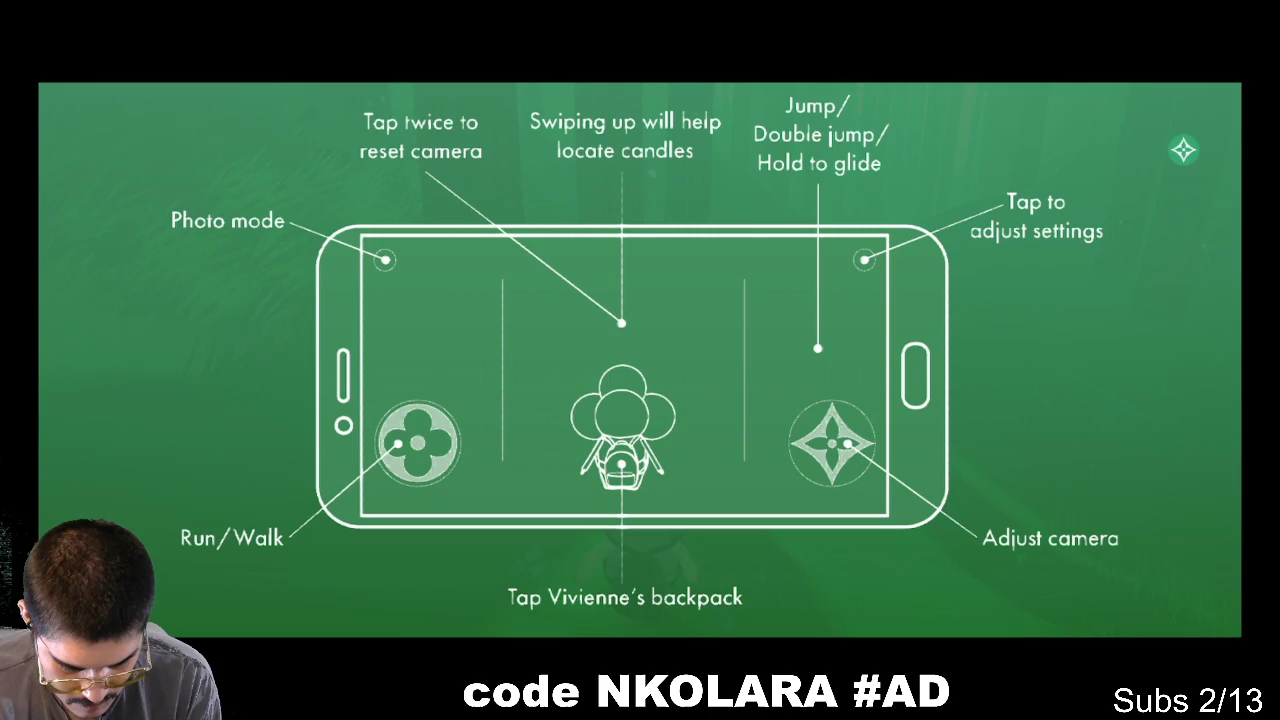 Tap twice to
reset camera
Swiping up will help
locate candles
Jump/
Double jump/
Hold to glide
Photo mode
Tap to
adjust settings
Run/Walk
Adjust camera
Tap Vivienne's backpack
code NKOLARA #AD
Subs 2/13